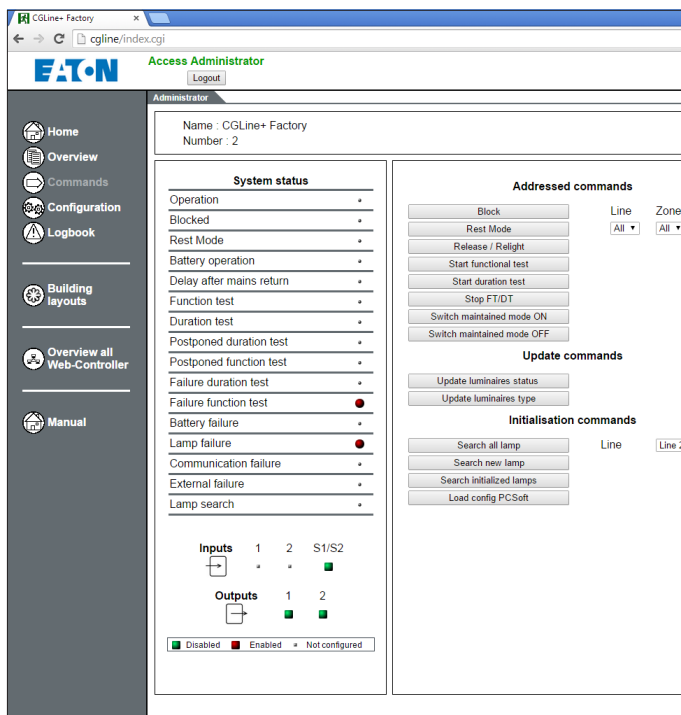 CGLine+ Factory
cgline/index.cgi
EATON
Access Administrator
Logout
Administrator
Home
Overview
Commands
Configuration
Logbook
Building
layouts
Overview all
Web-Controller
Manual
Name : CGLine+ Factory
Number : 2
System status
Operation
Blocked
Rest Mode
Battery operation
Delay after mains return
Function test
Duration test
Postponed duration test
Postponed function test
Failure duration test
Failure function test
Battery failure
Lamp failure
Communication failure
External failure
Lamp search
Inputs 1 2 S1/S2
Outputs 1 2
Disabled Enabled Not configured
Addressed commands
Block Line Zone
Rest Mode All All
Release / Relight
Start functional test
Start duration test
Stop FT/DT
Switch maintained mode ON
Switch maintained mode OFF
Update commands
Update luminaires status
Update luminaires type
Initialisation commands
Search all lamp Line Line 2
Search new lamp
Search initialized lamps
Load config PCSoft